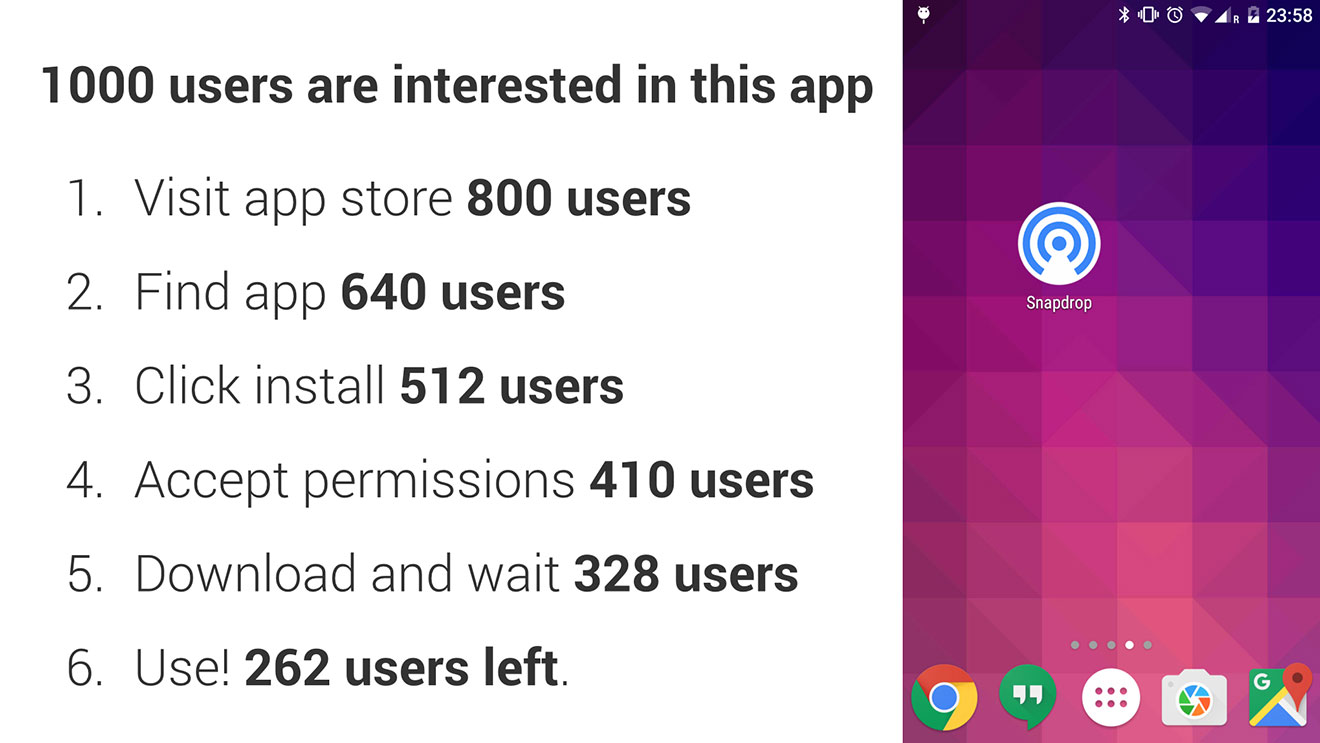 1000 users are interested in this app
1. Visit app store 800 users
2. Find app 640 users
3. Click install 512 users
4. Accept permissions 410 users
5. Download and wait 328 users
6. Use! 262 users left.
R 23:58
Snapdrop
G